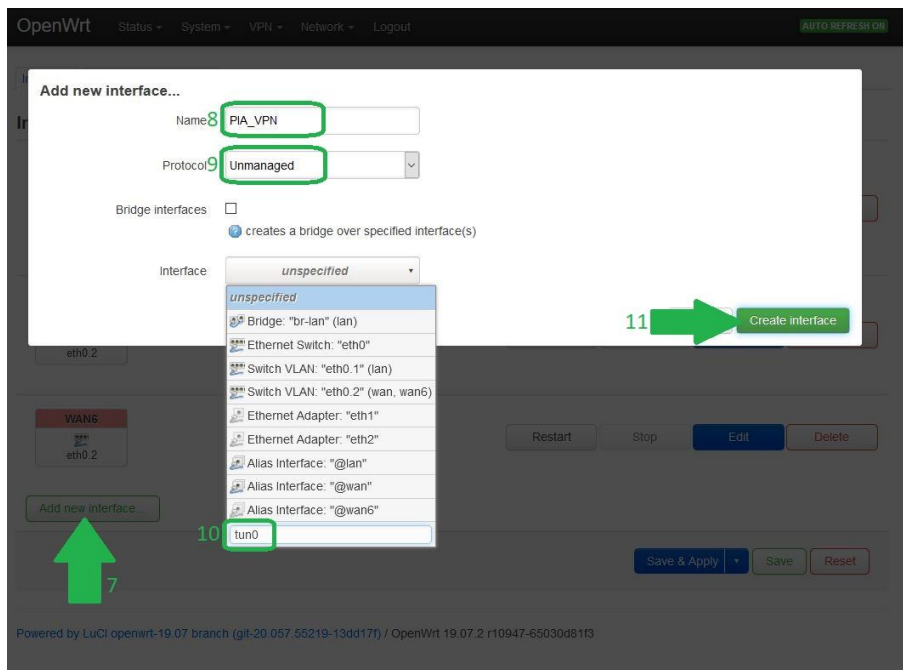 OpenWrt Status System VPN Network Logout AUTO REFRESH ON
Add new interface...
Name 8 PIA_VPN
Protocol 9 Unmanaged
Bridge interfaces
creates a bridge over specified interface(s)
Interface unspecified
unspecified
Bridge: "br-lan" (lan)
11 Create interface
Ethernet Switch: "eth0"
eth0.2
Switch VLAN: "eth0.1" (lan)
Switch VLAN: "eth0.2" (wan, wan6)
WAN6
Ethernet Adapter: "eth1"
Ethernet Adapter: "eth2"
Restart Stop Edit Delete
eth0.2
Alias Interface: "@lan"
Alias Interface: "@wan"
Add new interface...
Alias Interface: "@wan6"
10 tun0
Save & Apply Save Reset
7
Powered by LuCI openwrt-19.07 branch (git-20.057.55219-13dd17f) / OpenWrt 19.07.2 r10947-65030d81f3